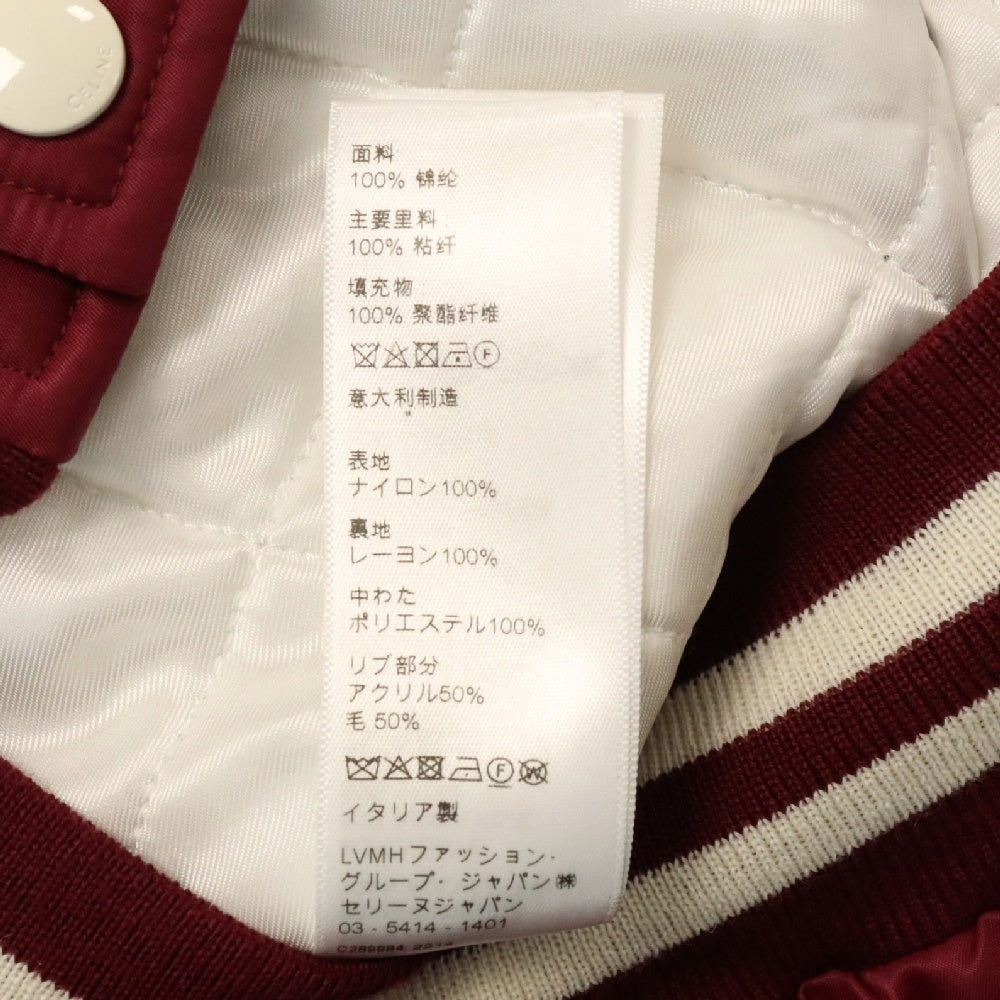 CELINE
面料
100% 锦纶
主要里料
100% 粘纤
填充物
100% 聚酯纤维
F
意大利制造
表地
ナイロン100%
裏地
レーヨン100%
中わた
ポリエステル100%
リブ部分
アクリル50%
毛 50%
F W
イタリア製
LVMHファッション・
グループ・ジャパン㈱
セリーヌジャパン
03 - 5414 - 1401